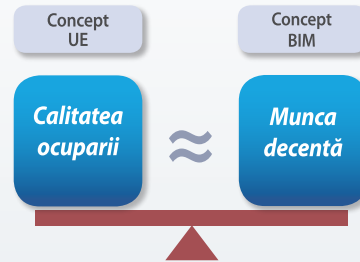 Concept
UE
Concept
BIM
Calitatea
ocuparii
≈
Munca
decentă